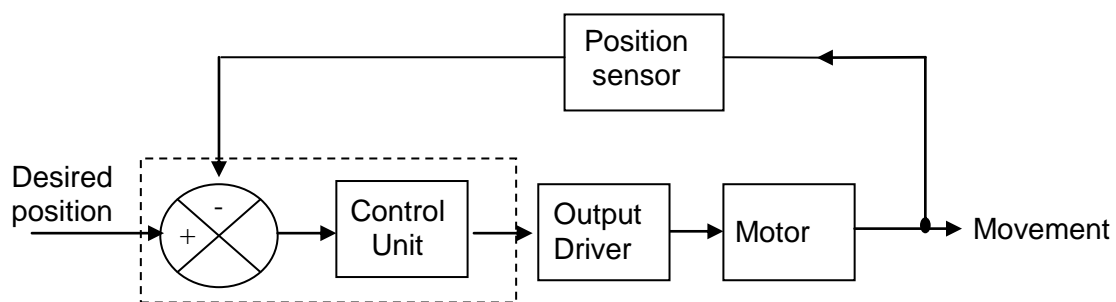 Position
sensor
Desired
position
-
+
Control
Unit
Output
Driver
Motor
Movement